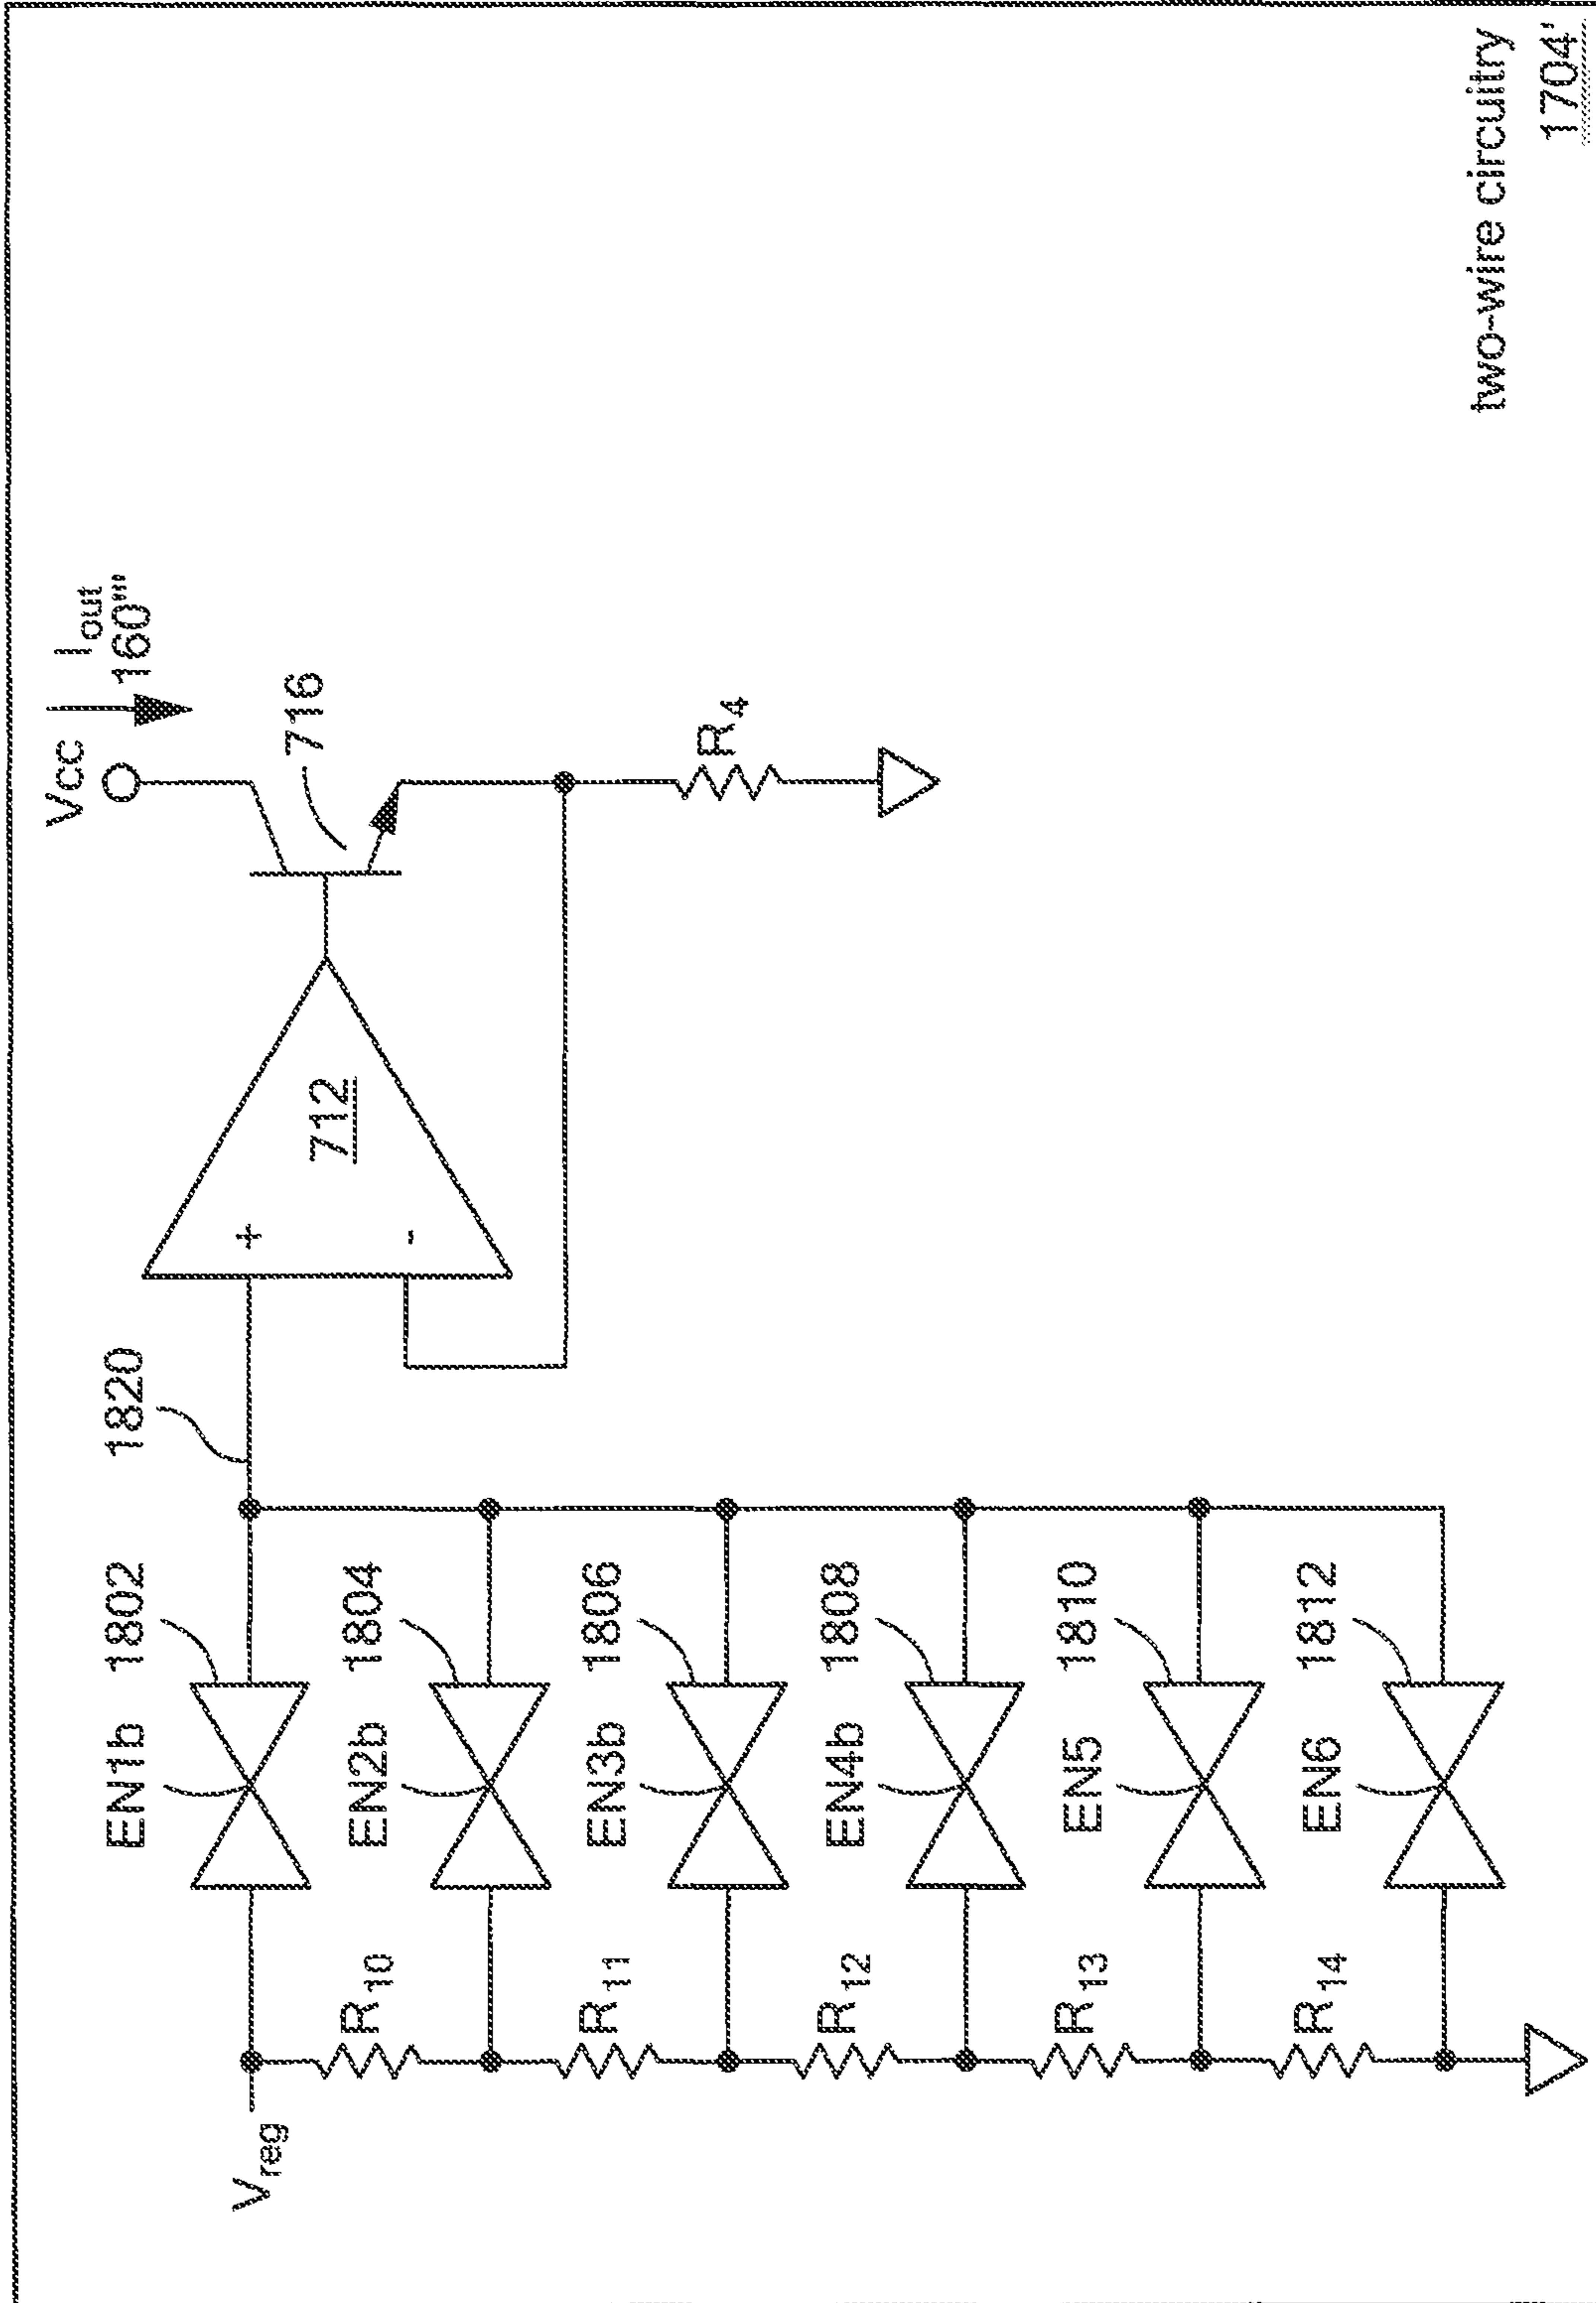 Vreg
R10
R11
R12
R13
R14
EN1b
1802
EN2b
1804
EN3b
1806
EN4b
1808
EN5
1810
EN6
1812
1820
+
-
712
Vcc
Iout
160'''
716
R4
two-wire circuitry
1704'